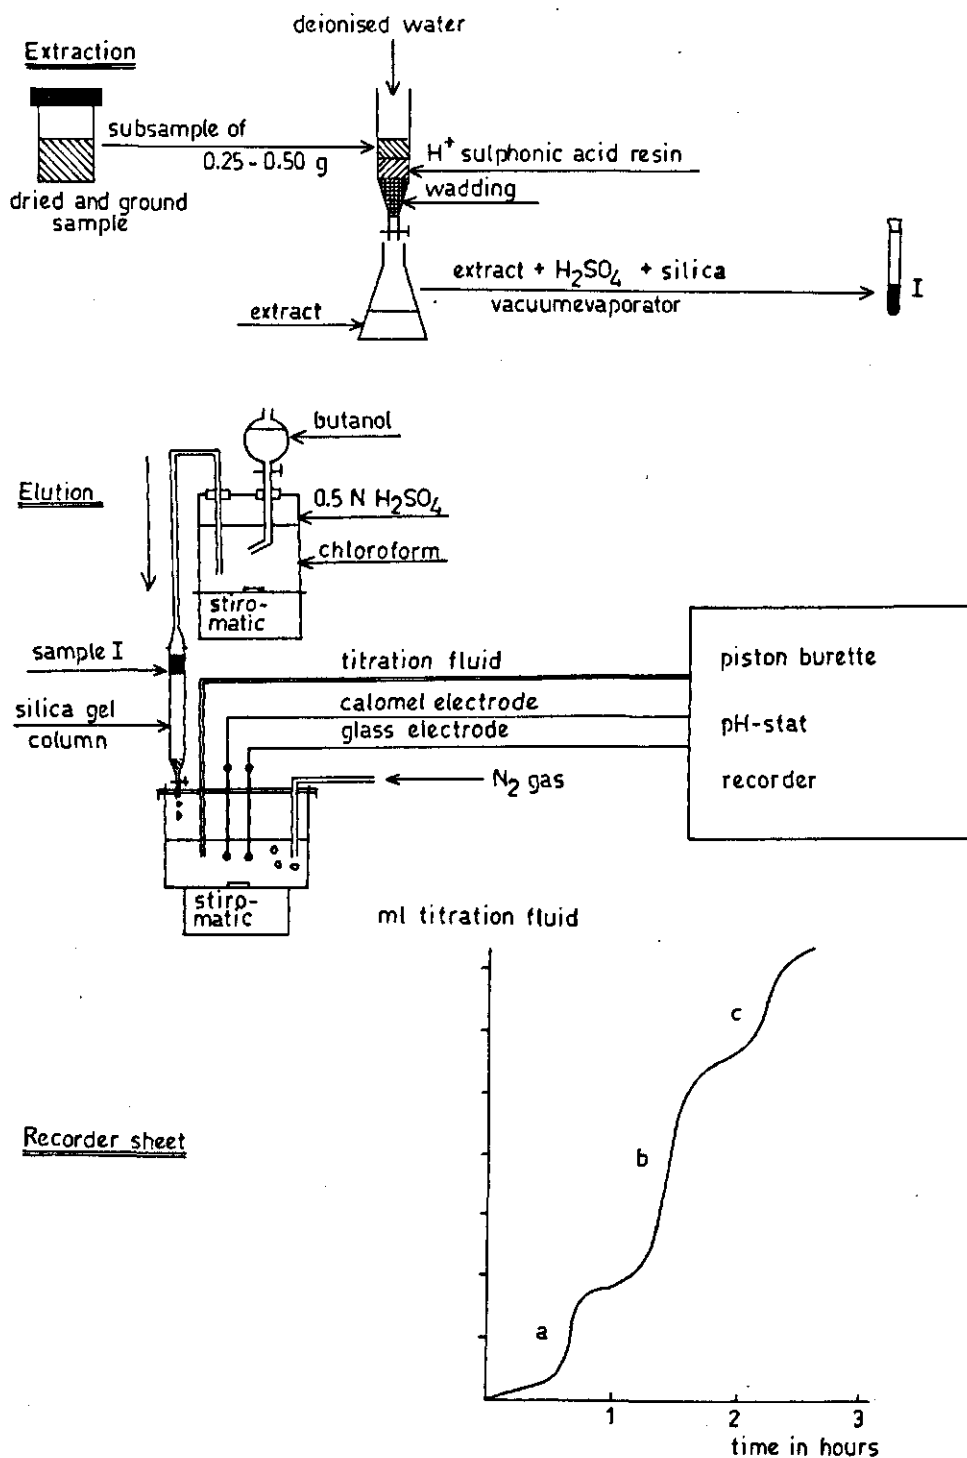 deionised water
Extraction
subsample of
0.25 - 0.50 g
H⁺ sulphonic acid resin
wadding
dried and ground
sample
extract + H₂SO₄ + silica
vacuumevaporator
I
extract
butanol
Elution
0.5 N H₂SO₄
chloroform
stiro-
matic
sample I
titration fluid
piston burette
silica gel
column
calomel electrode
glass electrode
pH-stat
N₂ gas
recorder
stiro-
matic
ml titration fluid
c
Recorder sheet
b
a
1 2 3
time in hours